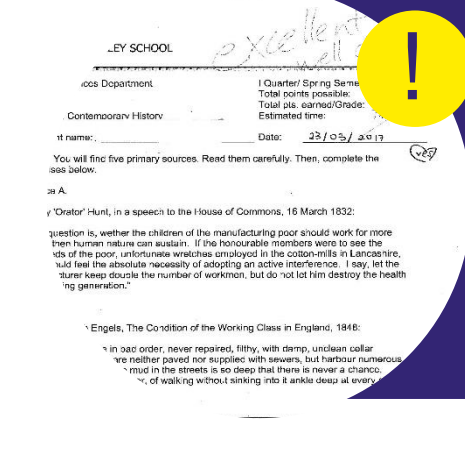 excellent
well
EY SCHOOL
ces Department
I Quarter/ Spring Seme
Total points possible:
Total pts. earned/Grade:
Contemporary History
Estimated time:
nt name:
Date: 23/03/2017
yes
You will find five primary sources. Read them carefully. Then, complete the
ses below.
ce A.
y 'Orator' Hunt, in a speech to the House of Commons, 16 March 1832:
question is, wether the children of the manufacturing poor should work for more
then human nature can sustain. If the honourable members were to see the
ds of the poor, unfortunate wretches employed in the cotton-mills in Lancashire,
uld feel the absolute necessity of adopting an active interference. I say, let the
cturer keep double the number of workmen, but do not let him destroy the health
ing generation."
Engels, The Condition of the Working Class in England, 1846:
e in bad order, never repaired, filthy, with damp, unclean cellar
are neither paved nor supplied with sewers, but harbour numerous
mud in the streets is so deep that there is never a chance,
r, of walking without sinking into it ankle deep at every
!